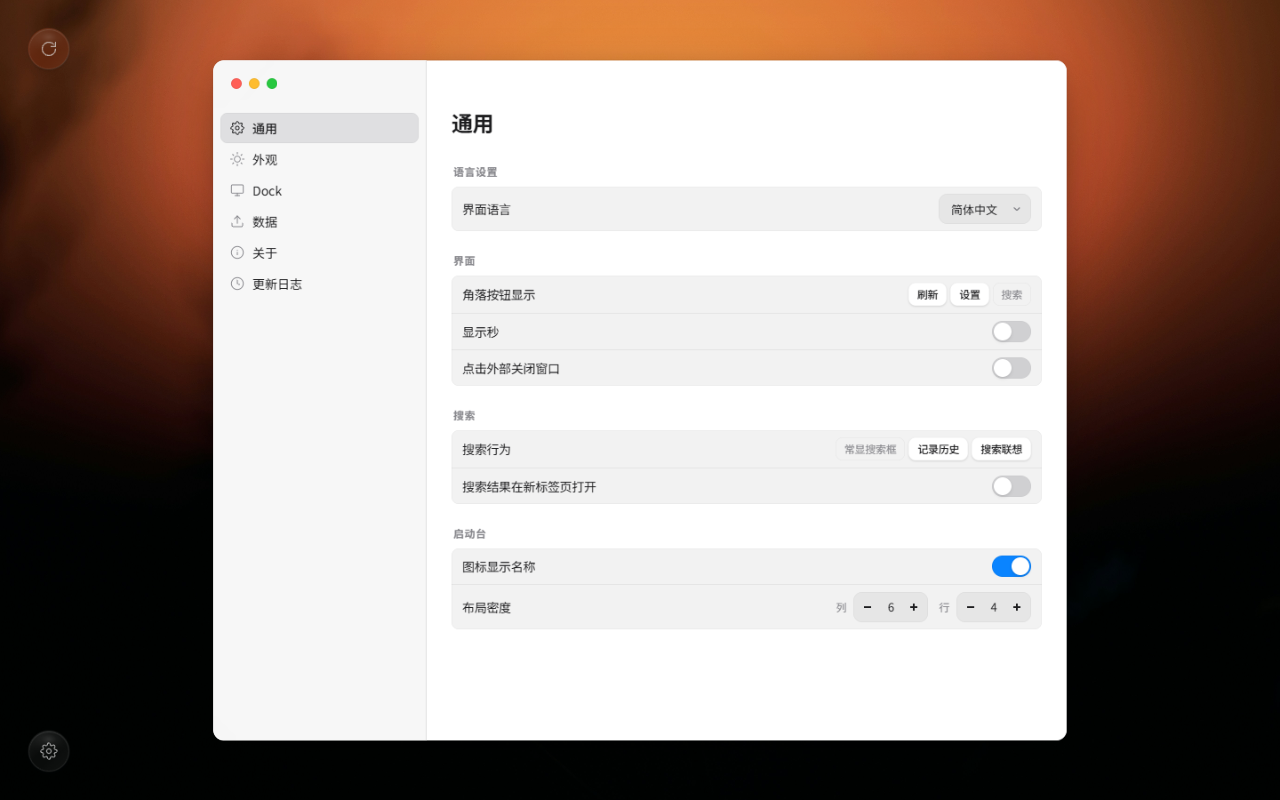 通用
外观
Dock
数据
关于
更新日志
通用
语言设置
界面语言 简体中文
界面
角落按钮显示 刷新 设置 搜索
显示秒
点击外部关闭窗口
搜索
搜索行为 常显搜索框 记录历史 搜索联想
搜索结果在新标签页打开
启动台
图标显示名称
布局密度 列 − 6 + 行 − 4 +